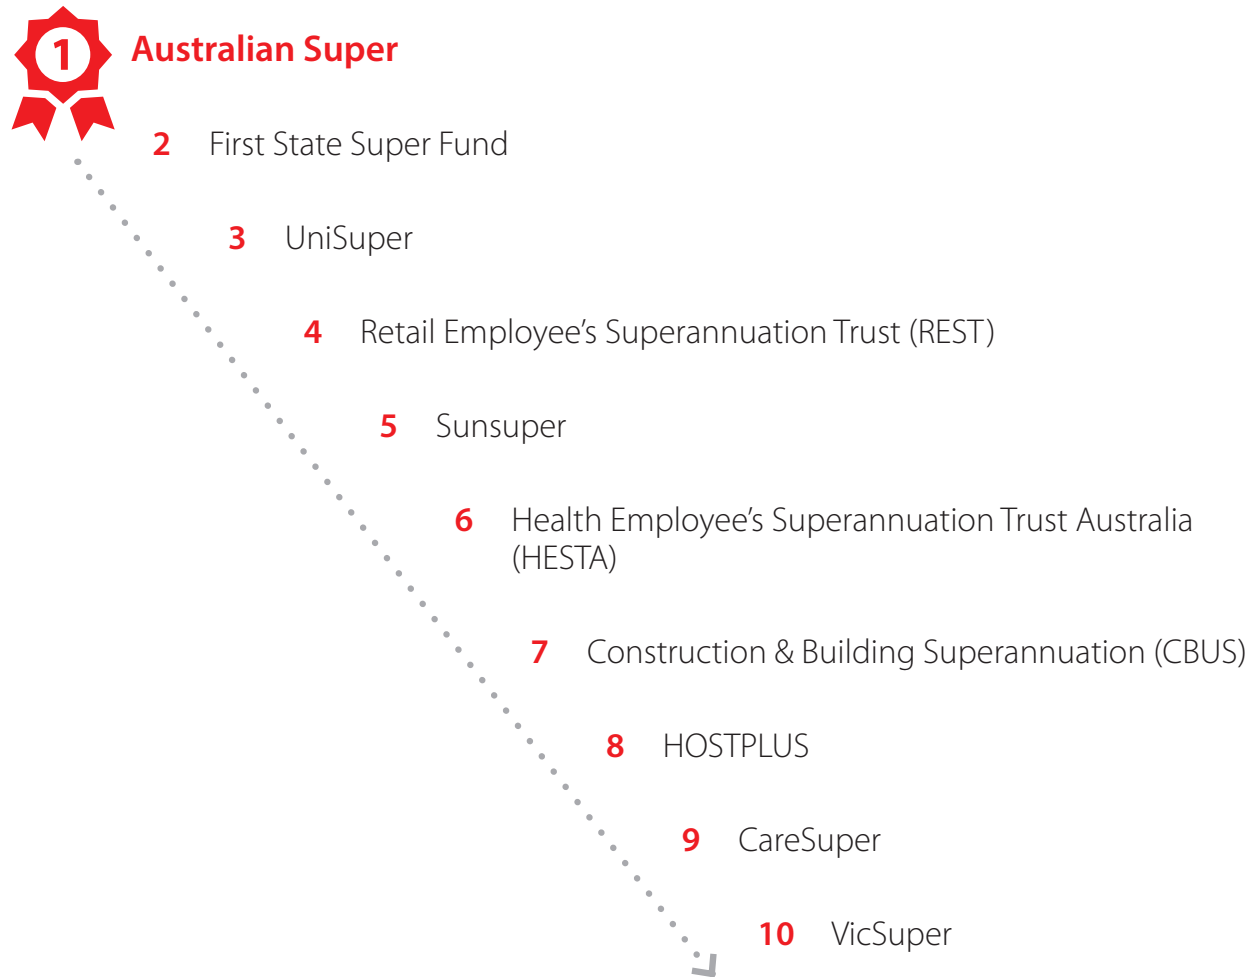 1 Australian Super
2 First State Super Fund
3 UniSuper
4 Retail Employee's Superannuation Trust (REST)
5 Sunsuper
6 Health Employee's Superannuation Trust Australia
(HESTA)
7 Construction & Building Superannuation (CBUS)
8 HOSTPLUS
9 CareSuper
10 VicSuper